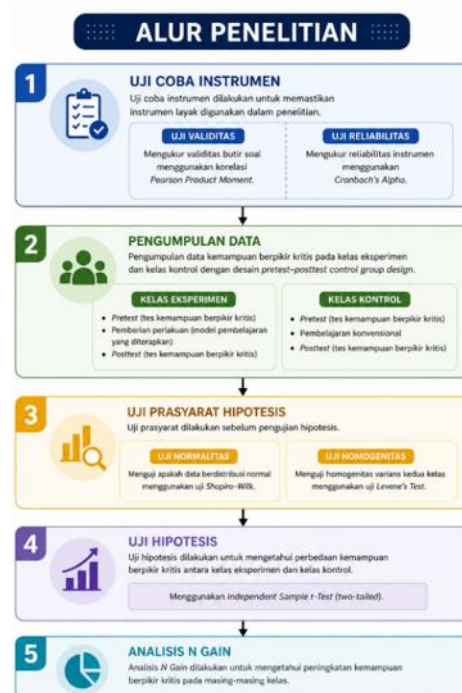 ALUR PENELITIAN
1
UJI COBA INSTRUMEN
Uji coba instrumen dilakukan untuk memastikan
instrumen layak digunakan dalam penelitian.
UJI VALIDITAS
Mengukur validitas butir soal
menggunakan korelasi
Pearson Product Moment.
UJI RELIABILITAS
Mengukur reliabilitas instrumen
menggunakan
Cronbach's Alpha.
2
PENGUMPULAN DATA
Pengumpulan data kemampuan berpikir kritis pada kelas eksperimen
dan kelas kontrol dengan desain pretest-posttest control group design.
KELAS EKSPERIMEN
• Pretest (tes kemampuan berpikir kritis)
• Pemberian perlakuan (model pembelajaran
yang diterapkan)
• Posttest (tes kemampuan berpikir kritis)
KELAS KONTROL
• Pretest (tes kemampuan berpikir kritis)
• Pembelajaran konvensional
• Posttest (tes kemampuan berpikir kritis)
3
UJI PRASYARAT HIPOTESIS
Uji prasyarat dilakukan sebelum pengujian hipotesis.
UJI NORMALITAS
Menguji apakah data berdistribusi normal
menggunakan uji Shapiro-Wilk.
UJI HOMOGENITAS
Menguji homogenitas varians kedua kelas
menggunakan uji Levene's Test.
4
UJI HIPOTESIS
Uji hipotesis dilakukan untuk mengetahui perbedaan kemampuan
berpikir kritis antara kelas eksperimen dan kelas kontrol.
Menggunakan Independent Sample t-Test (two-tailed).
5
ANALISIS N GAIN
Analisis N Gain dilakukan untuk mengetahui peningkatan kemampuan
berpikir kritis pada masing-masing kelas.